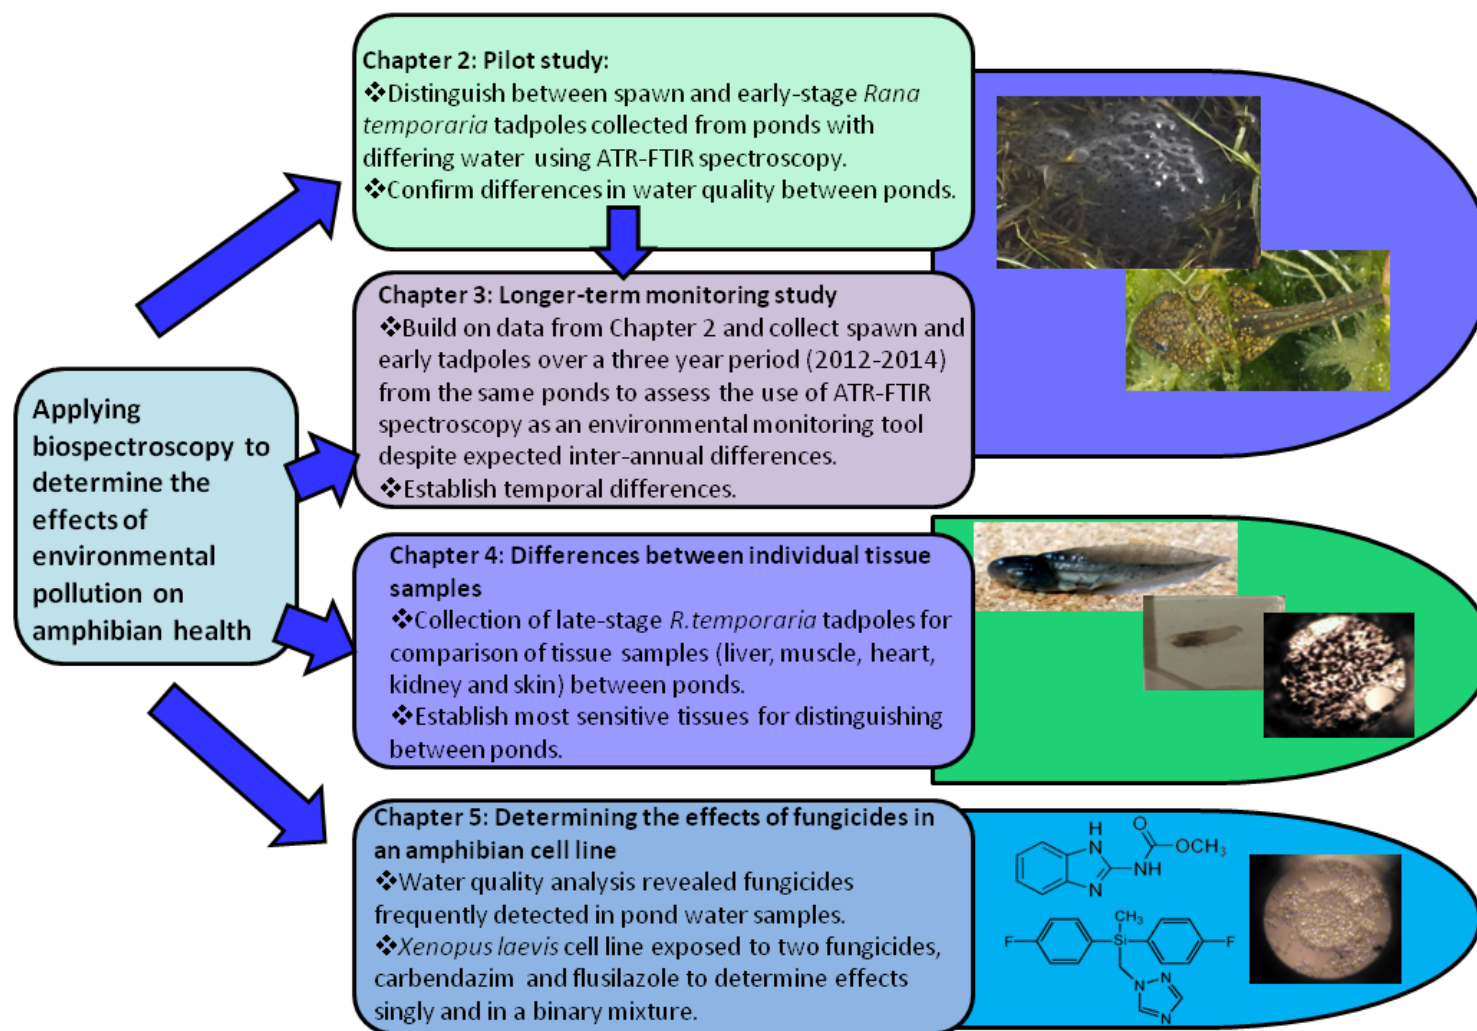 Chapter 2: Pilot study:
❖Distinguish between spawn and early-stage Rana
temporaria tadpoles collected from ponds with
differing water using ATR-FTIR spectroscopy.
❖Confirm differences in water quality between ponds.
Chapter 3: Longer-term monitoring study
❖Build on data from Chapter 2 and collect spawn and
early tadpoles over a three year period (2012-2014)
from the same ponds to assess the use of ATR-FTIR
spectroscopy as an environmental monitoring tool
despite expected inter-annual differences.
❖Establish temporal differences.
Applying
biospectroscopy to
determine the
effects of
environmental
pollution on
amphibian health
Chapter 4: Differences between individual tissue
samples
❖Collection of late-stage R.temporaria tadpoles for
comparison of tissue samples (liver, muscle, heart,
kidney and skin) between ponds.
❖Establish most sensitive tissues for distinguishing
between ponds.
Chapter 5: Determining the effects of fungicides in
an amphibian cell line
❖Water quality analysis revealed fungicides
frequently detected in pond water samples.
❖Xenopus laevis cell line exposed to two fungicides,
carbendazim and flusilazole to determine effects
singly and in a binary mixture.
H
N
O
OCH3
NH
N
CH3
F
Si
F
N
N
N